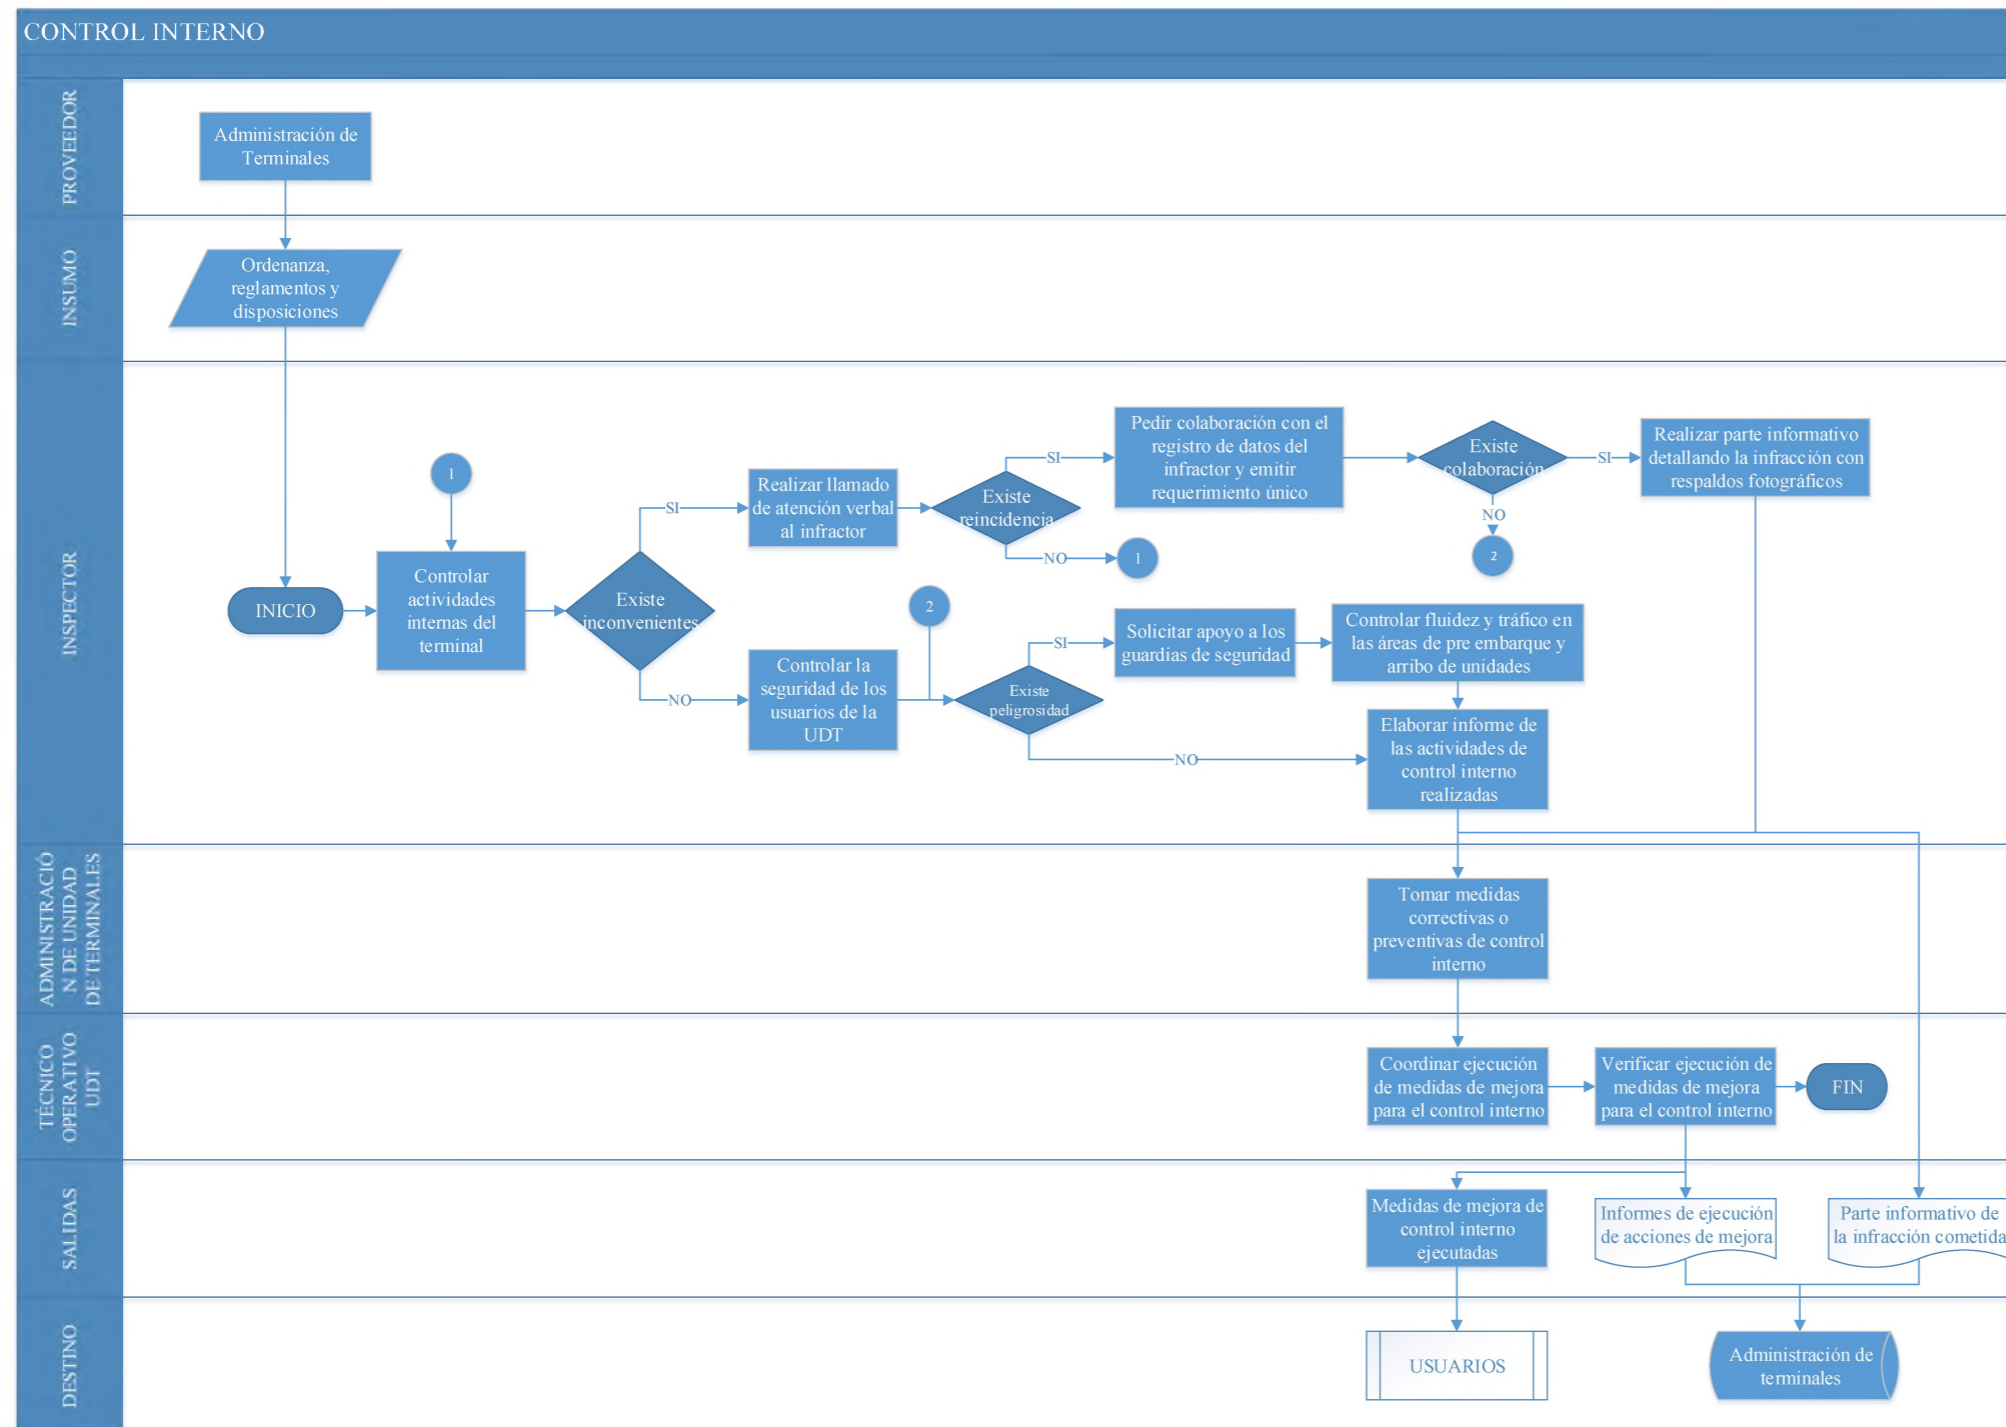 CONTROL INTERNO
PROVEEDOR
Administración de
Terminales
INSUMO
Ordenanza,
reglamentos y
disposiciones
INSPECTOR
INICIO
1
Controlar
actividades
internas del
terminal
Existe
inconvenientes
SI
Realizar llamado
de atención verbal
al infractor
Existe
reincidencia
SI
Pedir colaboración con el
registro de datos del
infractor y emitir
requerimiento único
NO
1
Existe
colaboración
SI
Realizar parte informativo
detallando la infracción con
respaldos fotográficos
NO
2
NO
Controlar la
seguridad de los
usuarios de la
UDT
2
Existe
peligrosidad
SI
Solicitar apoyo a los
guardias de seguridad
Controlar fluidez y tráfico en
las áreas de pre embarque y
arribo de unidades
NO
Elaborar informe de
las actividades de
control interno
realizadas
ADMINISTRACIÓ
N DE UNIDAD
DE TERMINALES
Tomar medidas
correctivas o
preventivas de control
interno
TÉCNICO
OPERATIVO
UDT
Coordinar ejecución
de medidas de mejora
para el control interno
Verificar ejecución de
medidas de mejora
para el control interno
FIN
SALIDAS
Medidas de mejora de
control interno
ejecutadas
Informes de ejecución
de acciones de mejora
Parte informativo de
la infracción cometida
DESTINO
USUARIOS
Administración de
terminales